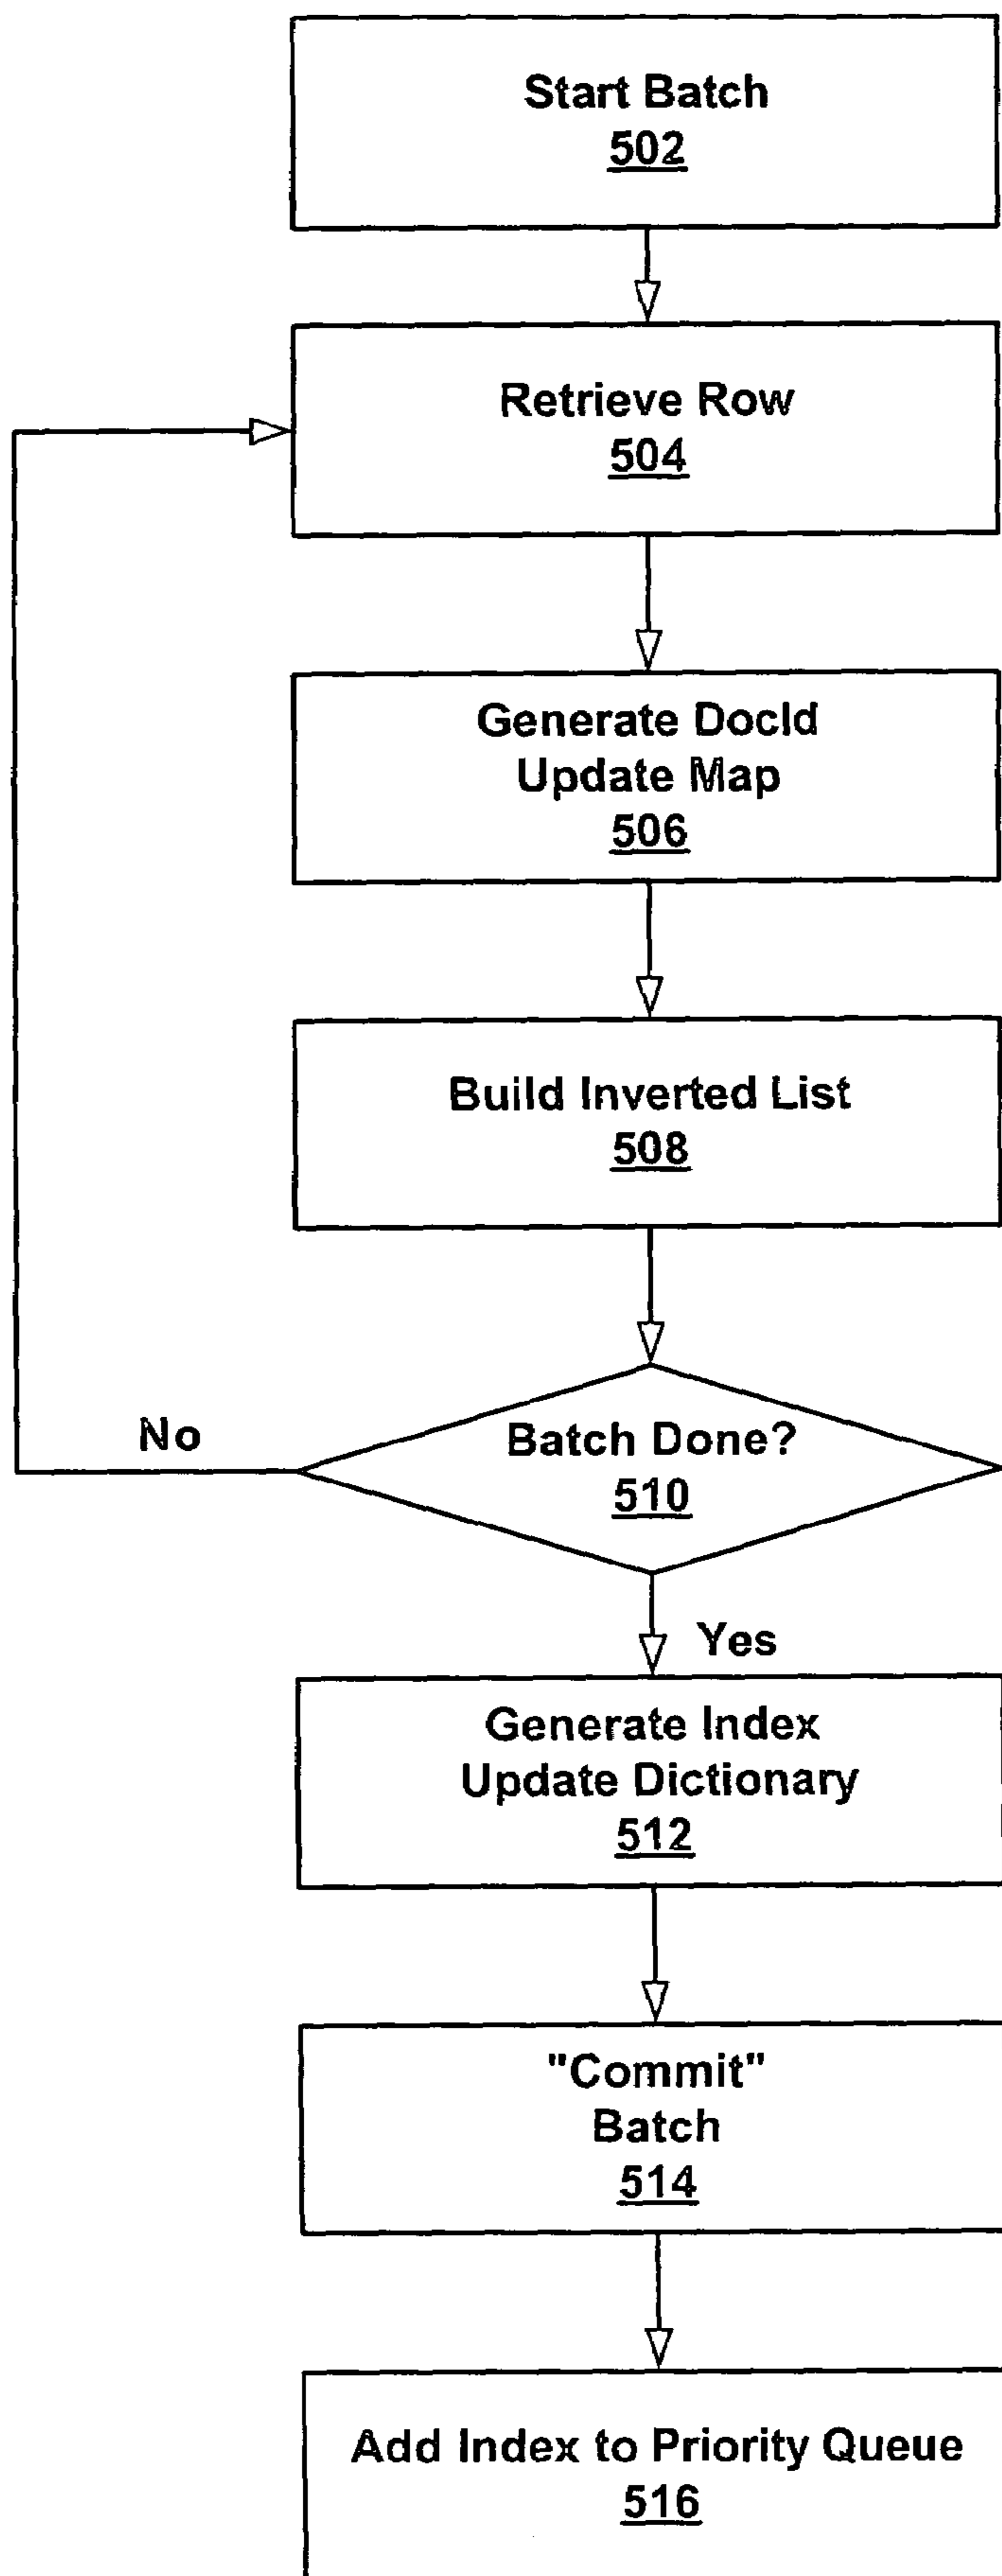 Start Batch
502
Retrieve Row
504
Generate DocId
Update Map
506
Build Inverted List
508
Batch Done?
510
No
Yes
Generate Index
Update Dictionary
512
"Commit"
Batch
514
Add Index to Priority Queue
516